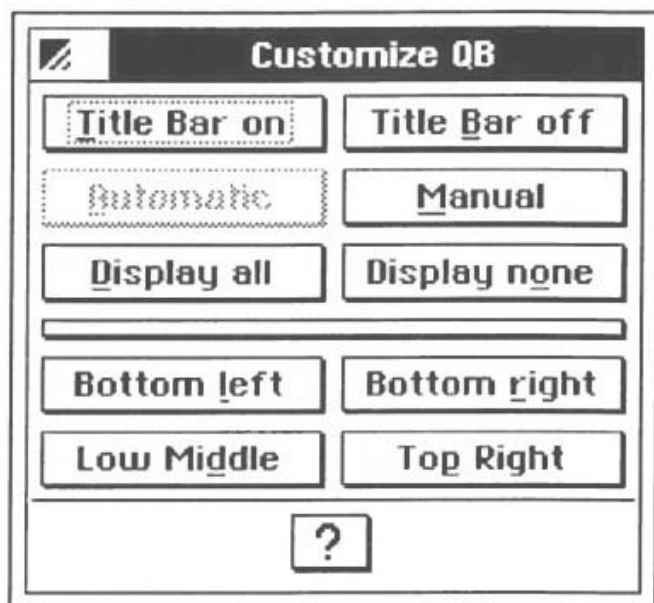 Customize QB
Title Bar on Title Bar off
Automatic Manual
Display all Display none
Bottom left Bottom right
Low Middle Top Right
?